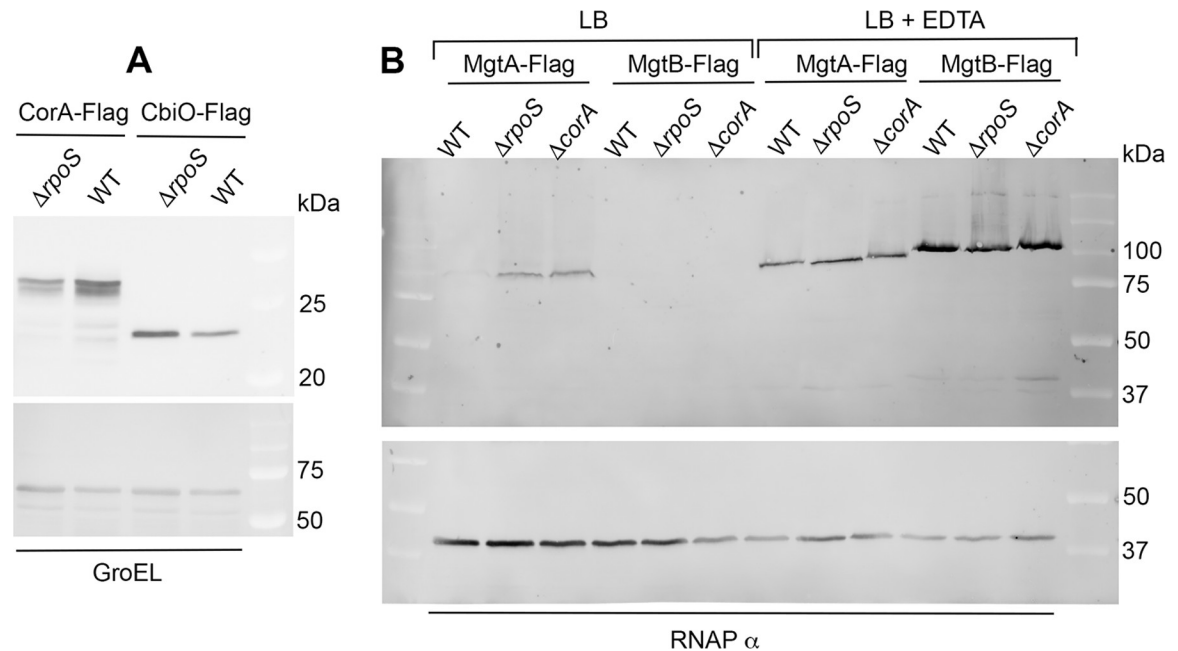 A
CorA-Flag CbiO-Flag
ΔrpoS WT ΔrpoS WT
kDa
25
20
75
50
GroEL
B
LB LB + EDTA
MgtA-Flag MgtB-Flag MgtA-Flag MgtB-Flag
WT ΔrpoS ΔcorA WT ΔrpoS ΔcorA WT ΔrpoS ΔcorA WT ΔrpoS ΔcorA
kDa
100
75
50
37
50
37
RNAP α